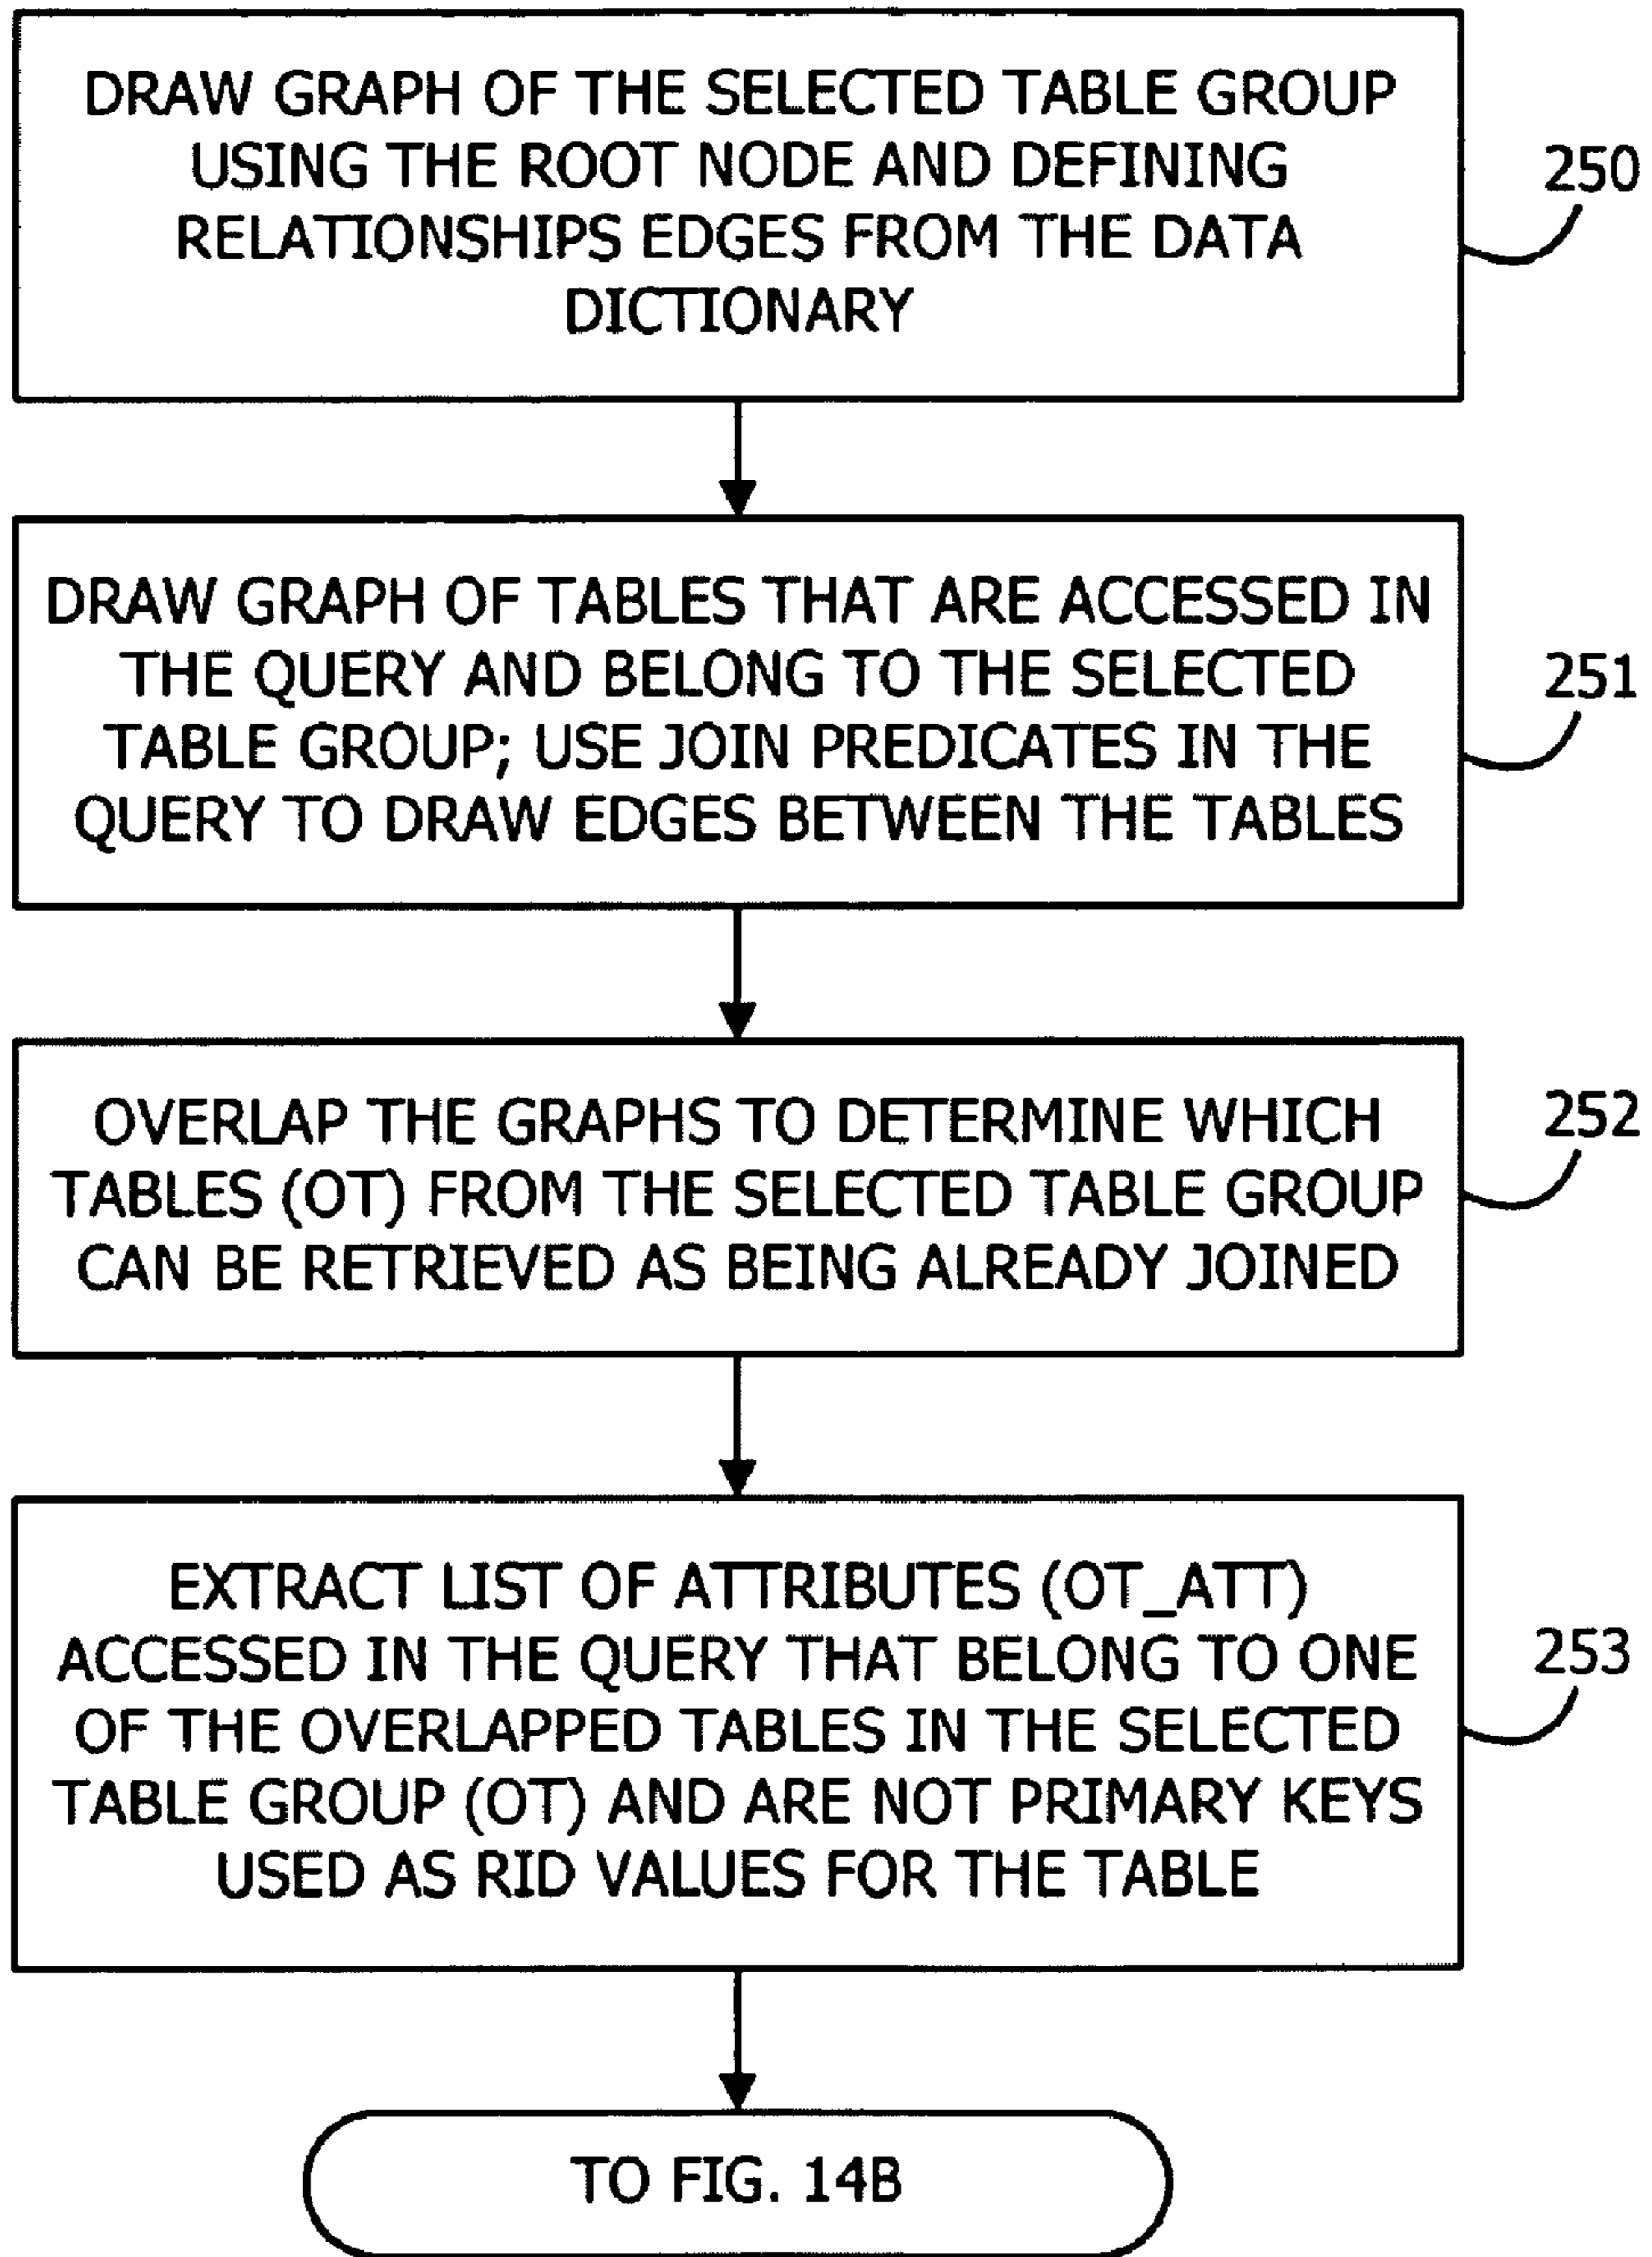 DRAW GRAPH OF THE SELECTED TABLE GROUP
USING THE ROOT NODE AND DEFINING
RELATIONSHIPS EDGES FROM THE DATA
DICTIONARY
250
DRAW GRAPH OF TABLES THAT ARE ACCESSED IN
THE QUERY AND BELONG TO THE SELECTED
TABLE GROUP; USE JOIN PREDICATES IN THE
QUERY TO DRAW EDGES BETWEEN THE TABLES
251
OVERLAP THE GRAPHS TO DETERMINE WHICH
TABLES (OT) FROM THE SELECTED TABLE GROUP
CAN BE RETRIEVED AS BEING ALREADY JOINED
252
EXTRACT LIST OF ATTRIBUTES (OT_ATT)
ACCESSED IN THE QUERY THAT BELONG TO ONE
OF THE OVERLAPPED TABLES IN THE SELECTED
TABLE GROUP (OT) AND ARE NOT PRIMARY KEYS
USED AS RID VALUES FOR THE TABLE
253
TO FIG. 14B